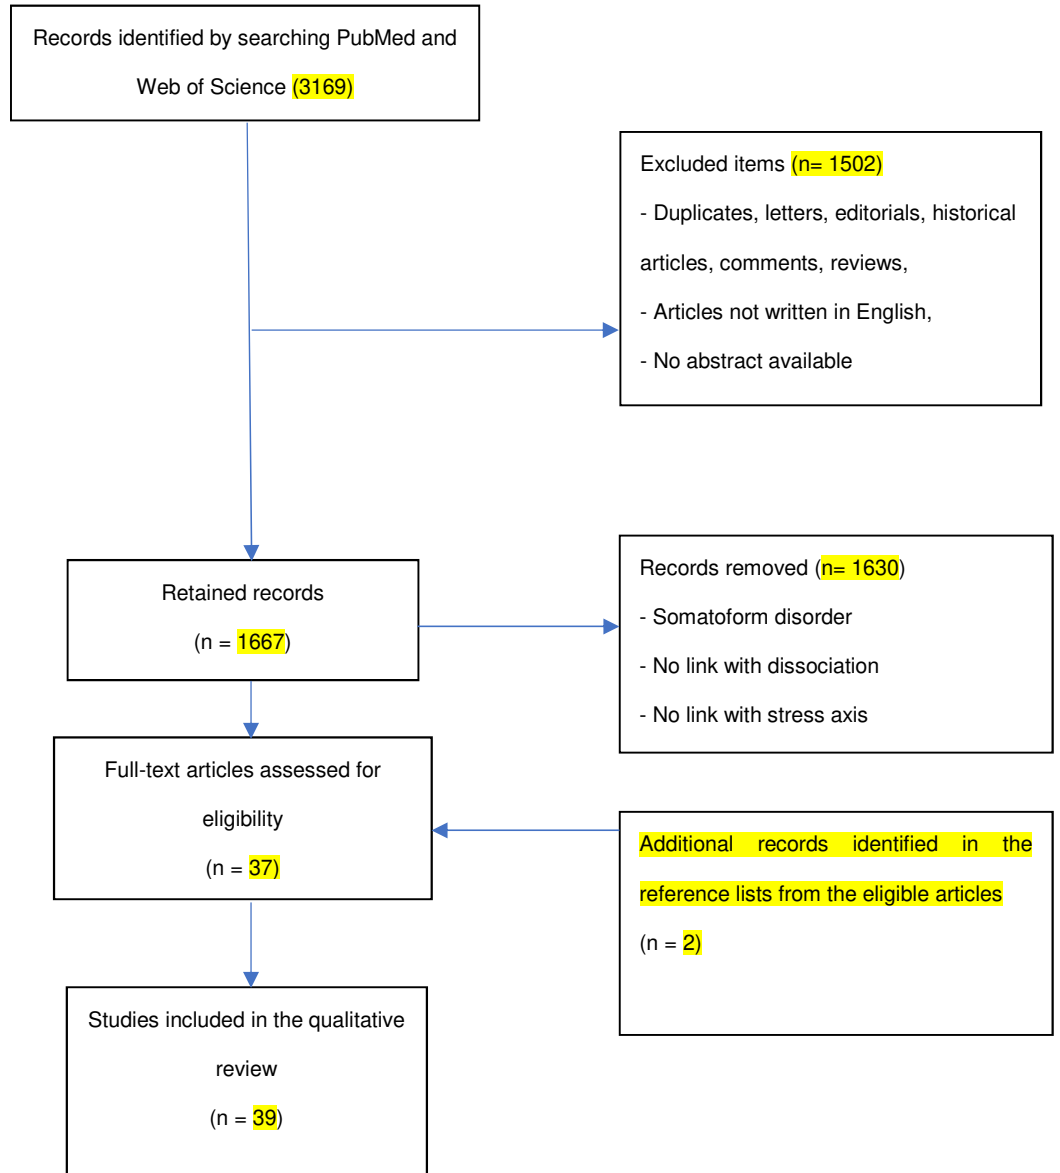 Records identified by searching PubMed and
Web of Science (3169)
Excluded items (n= 1502)
- Duplicates, letters, editorials, historical
articles, comments, reviews,
- Articles not written in English,
- No abstract available
Retained records
(n = 1667)
Records removed (n= 1630)
- Somatoform disorder
- No link with dissociation
- No link with stress axis
Full-text articles assessed for
eligibility
(n = 37)
Additional records identified in the
reference lists from the eligible articles
(n = 2)
Studies included in the qualitative
review
(n = 39)